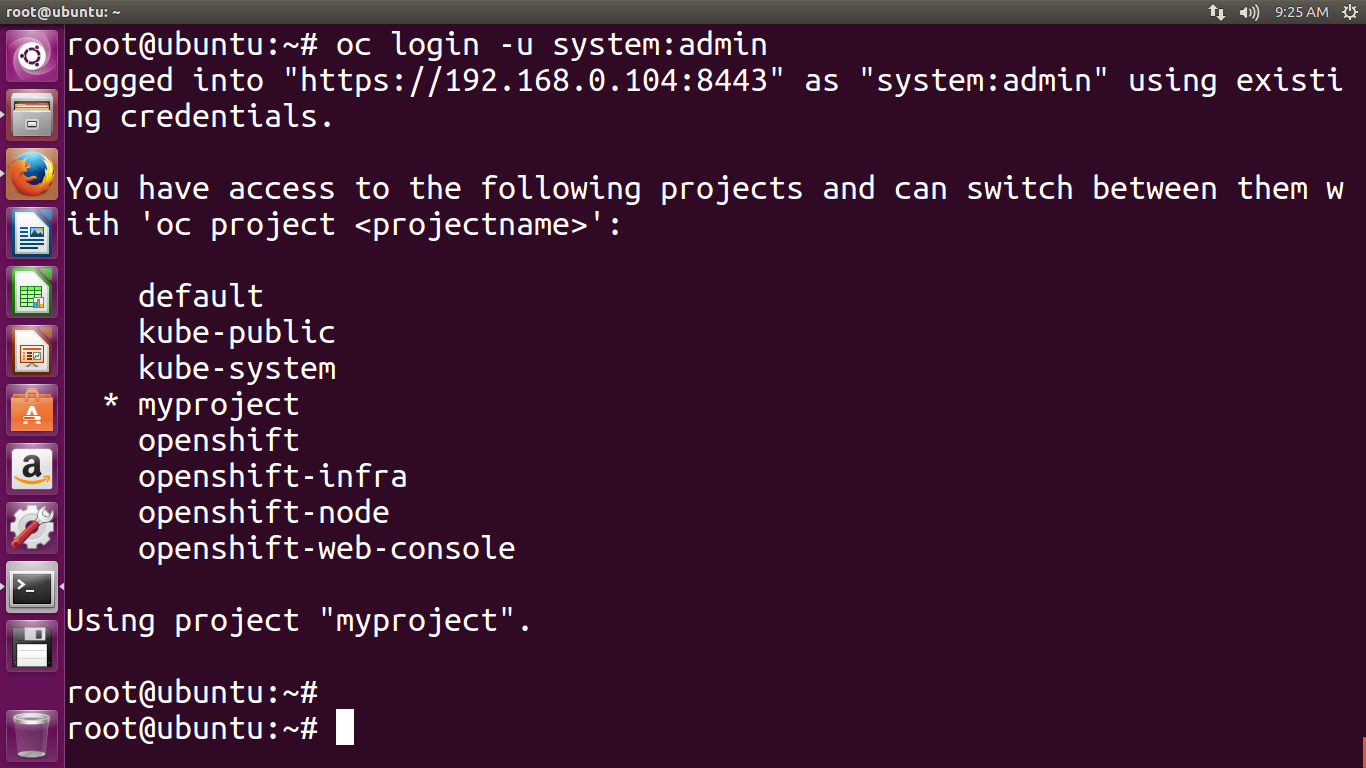 root@ubuntu: ~
9:25 AM
root@ubuntu:~# oc login -u system:admin
Logged into "https://192.168.0.104:8443" as "system:admin" using existi
ng credentials.
You have access to the following projects and can switch between them w
ith 'oc project <projectname>':
default
kube-public
kube-system
* myproject
openshift
openshift-infra
openshift-node
openshift-web-console
Using project "myproject".
root@ubuntu:~#
root@ubuntu:~#